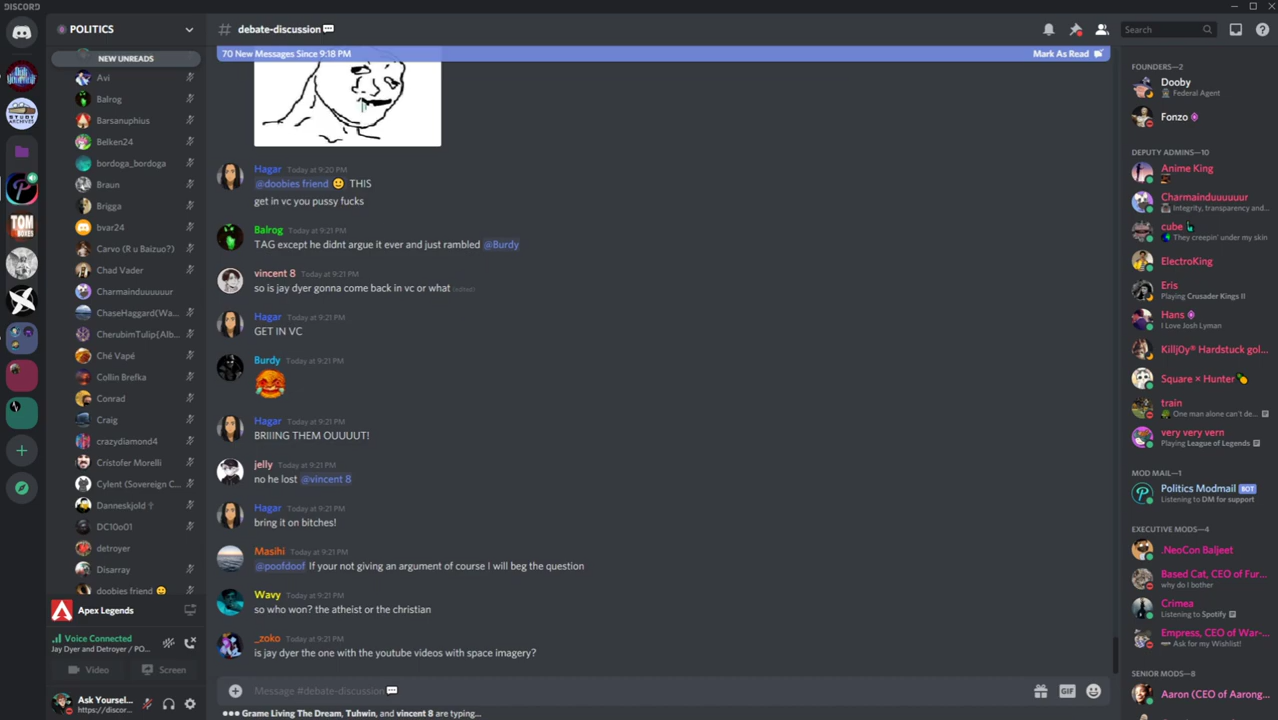 DISCORD
POLITICS
NEW UNREADS
Avi
Balrog
Barsanuphius
Belken24
bordoga_bordoga
Braun
Brigga
bvar24
Carvo (R u Baizuo?)
Chad Vader
Charmainduuuuuur
ChaseHaggard(Wa...
CherubimTulip{Alb...
Ché Vapé
Collin Brefka
Conrad
Craig
crazydiamond4
Cristofer Morelli
Cylent (Sovereign C...
Danneskjold †
DC10o01
detroyer
Disarray
doobies friend
Apex Legends
Voice Connected
Jay Dyer and Detroyer / PO...
Video
Screen
Ask Yoursel...
https://discor...
# debate-discussion
Search
70 New Messages Since 9:18 PM
Mark As Read
Hagar Today at 9:20 PM
@doobies friend THIS
get in vc you pussy fucks
Balrog Today at 9:21 PM
TAG except he didnt argue it ever and just rambled @Burdy
vincent 8 Today at 9:21 PM
so is jay dyer gonna come back in vc or what (edited)
Hagar Today at 9:21 PM
GET IN VC
Burdy Today at 9:21 PM
Hagar Today at 9:21 PM
BRIIING THEM OUUUUT!
jelly Today at 9:21 PM
no he lost @vincent 8
Hagar Today at 9:21 PM
bring it on bitches!
Masihi Today at 9:21 PM
@poofdoof If your not giving an argument of course I will beg the question
Wavy Today at 9:21 PM
so who won? the atheist or the christian
_zoko Today at 9:21 PM
is jay dyer the one with the youtube videos with space imagery?
Message #debate-discussion
GIF
Grame Living The Dream, Tuhwin, and vincent 8 are typing...
FOUNDERS—2
Dooby
Federal Agent
Fonzo
DEPUTY ADMINS—10
Anime King
Charmainduuuuuur
Integrity, transparency and...
cube
They creepin' under my skin
ElectroKing
Eris
Playing Crusader Kings II
Hans
I Love Josh Lyman
Killj0y® Hardstuck gol...
Square × Hunter
train
One man alone can't de...
very very vern
Playing League of Legends
MOD MAIL—1
Politics Modmail BOT
Listening to DM for support
EXECUTIVE MODS—4
.NeoCon Baljeet
Based Cat, CEO of Fur...
why do I bother
Crimea
Listening to Spotify
Empress, CEO of War-...
Ask for my Wishlist!
SENIOR MODS—8
Aaron (CEO of Aarong...